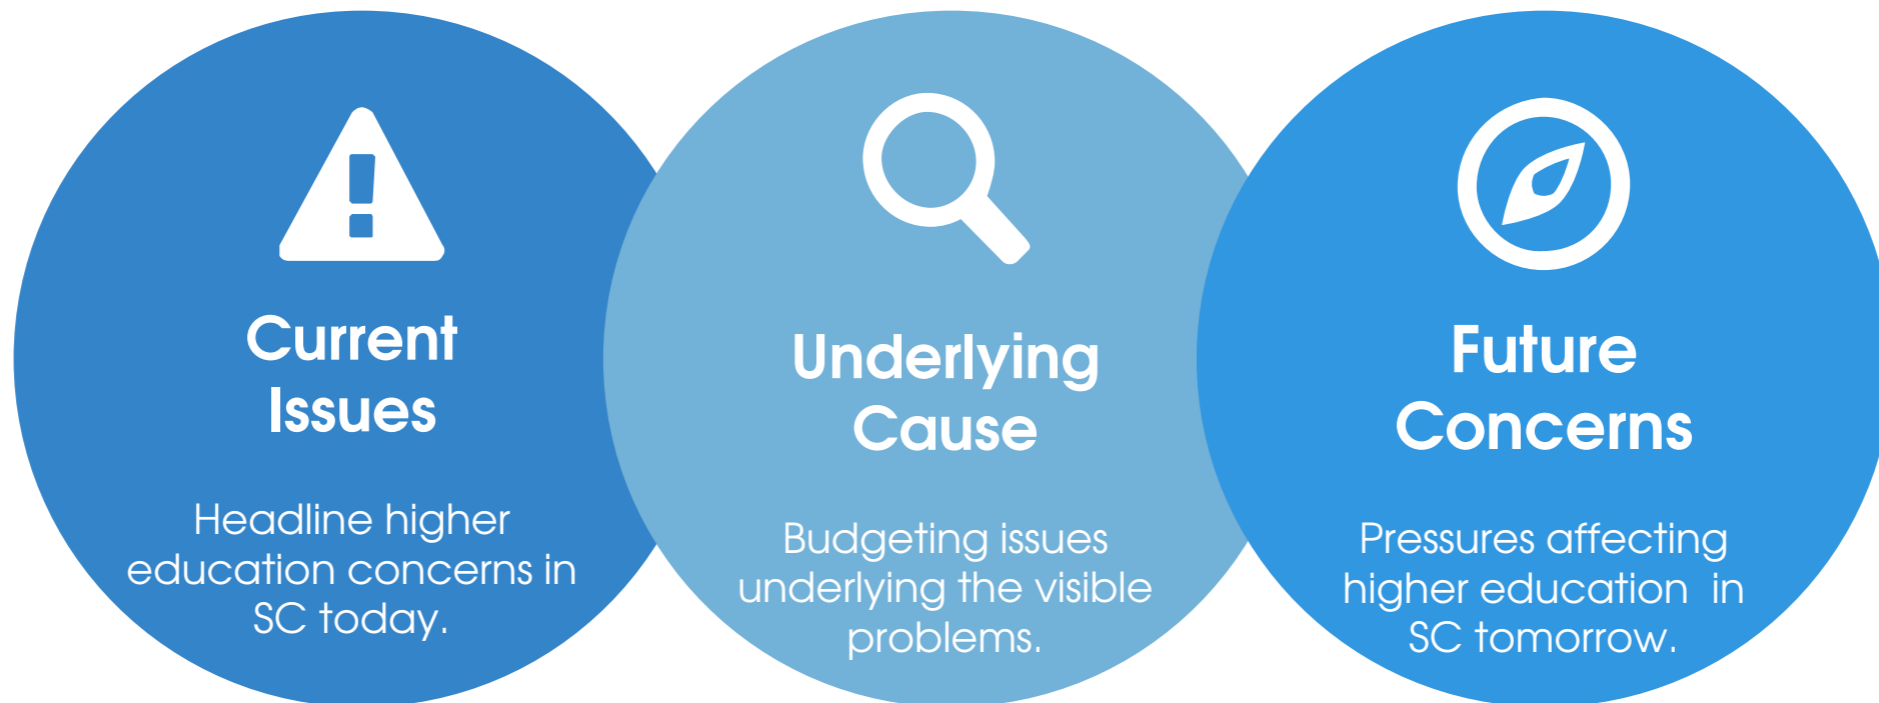 Current
Issues
Headline higher
education concerns in
SC today.
Underlying
Cause
Budgeting issues
underlying the visible
problems.
Future
Concerns
Pressures affecting
higher education  in
SC tomorrow.